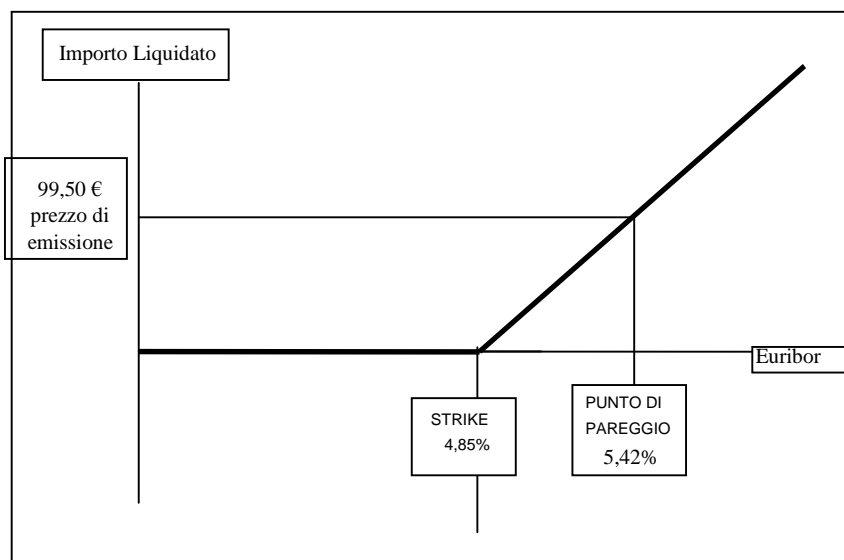 Importo Liquidato
99,50 €
prezzo di
emissione
Euribor
STRIKE
4,85%
PUNTO DI
PAREGGIO
5,42%